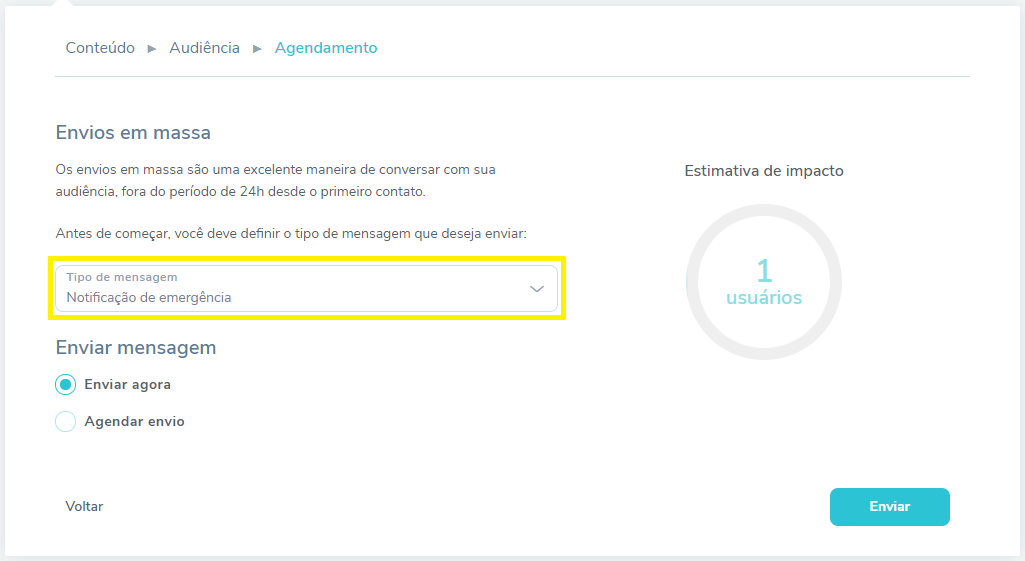 Conteúdo ▶ Audiência ▶ Agendamento
Envios em massa
Os envios em massa são uma excelente maneira de conversar com sua
audiência, fora do período de 24h desde o primeiro contato.
Antes de começar, você deve definir o tipo de mensagem que deseja enviar:
Tipo de mensagem
Notificação de emergência
Enviar mensagem
Enviar agora
Agendar envio
Estimativa de impacto
1
usuários
Voltar
Enviar